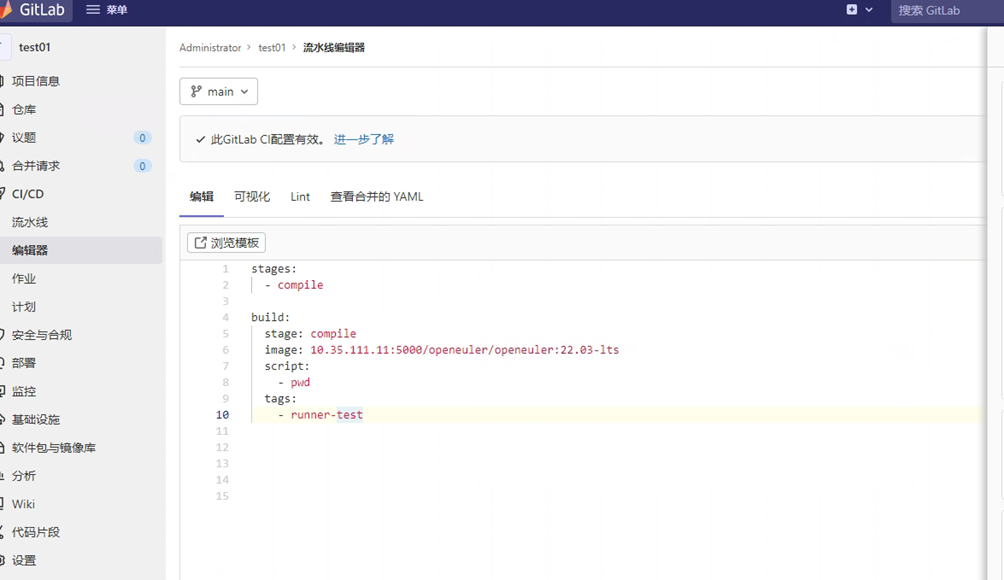 GitLab
菜单
搜索 GitLab
test01
项目信息
仓库
议题 0
合并请求 0
CI/CD
流水线
编辑器
作业
计划
安全与合规
部署
监控
基础设施
软件包与镜像库
分析
Wiki
代码片段
设置
Administrator > test01 > 流水线编辑器
main
此GitLab CI配置有效。 进一步了解
编辑 可视化 Lint 查看合并的 YAML
浏览模板
1 stages:
2 - compile
3
4 build:
5 stage: compile
6 image: 10.35.111.11:5000/openeuler/openeuler:22.03-lts
7 script:
8 - pwd
9 tags:
10 - runner-test
11
12
13
14
15